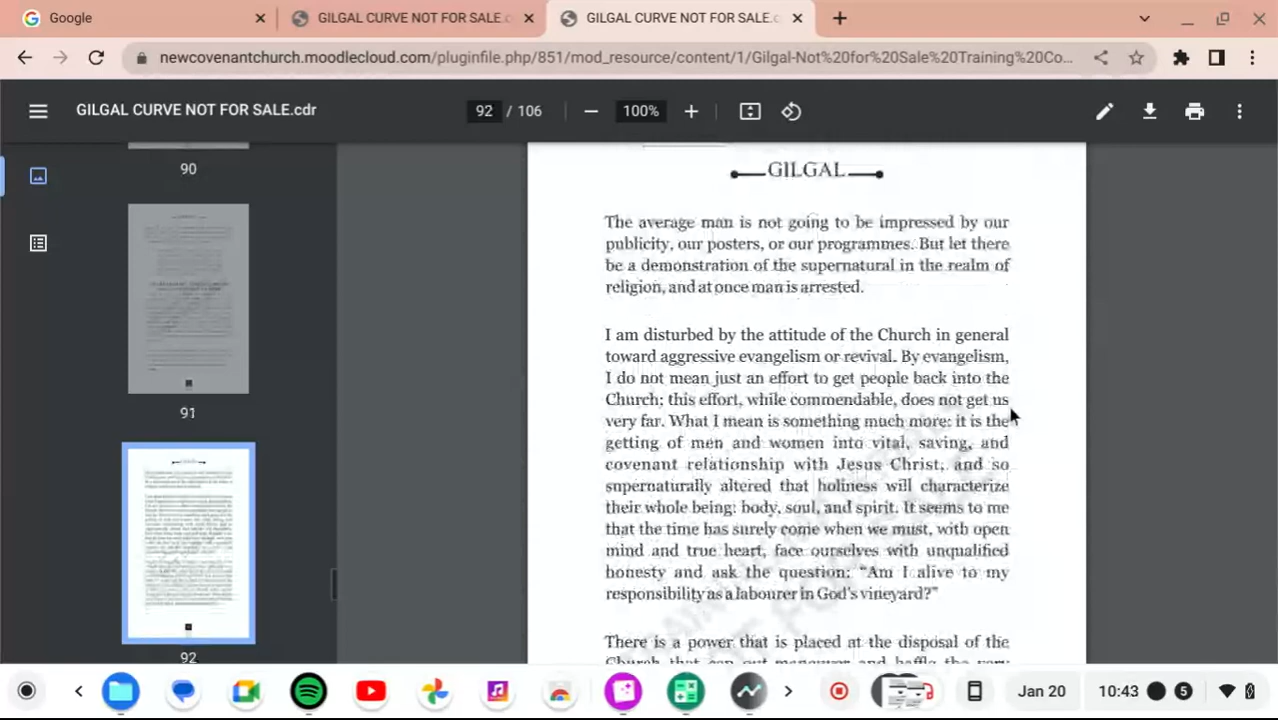 Google
GILGAL CURVE NOT FOR SALE.c
GILGAL CURVE NOT FOR SALE.c
newcovenantchurch.moodlecloud.com/pluginfile.php/851/mod_resource/content/1/Gilgal-Not%20for%20Sale%20Training%20Co...
GILGAL CURVE NOT FOR SALE.cdr
92 / 106
100%
90
91
92
GILGAL
The average man is not going to be impressed by our
publicity, our posters, or our programmes. But let there
be a demonstration of the supernatural in the realm of
religion, and at once man is arrested.
I am disturbed by the attitude of the Church in general
toward aggressive evangelism or revival. By evangelism,
I do not mean just an effort to get people back into the
Church; this effort, while commendable, does not get us
very far. What I mean is something much more: it is the
getting of men and women into vital, saving, and
covenant relationship with Jesus Christ, and so
supernaturally altered that holiness will characterize
their whole being: body, soul, and spirit. It seems to me
that the time has surely come when we must, with open
mind and true heart, face ourselves with unqualified
honesty and ask the question: “Am I alive to my
responsibility as a labourer in God's vineyard?”
There is a power that is placed at the disposal of the
Church that can out maneuver and baffle the very
Jan 20
10:43
5